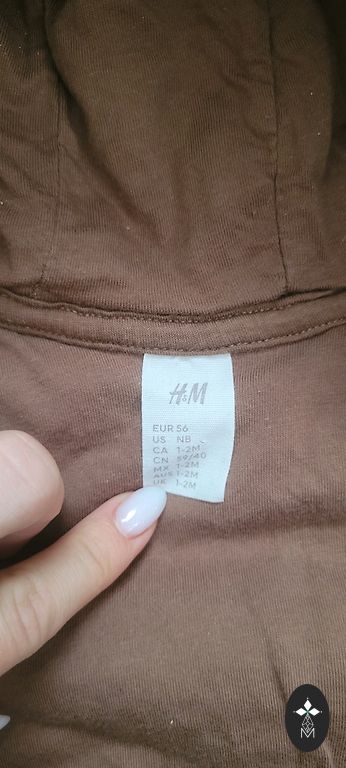 H&M
EUR 56
US NB
CA 1-2M
CN 59/40
MX 1-2M
AUS 1-2M
UK 1-2M
M